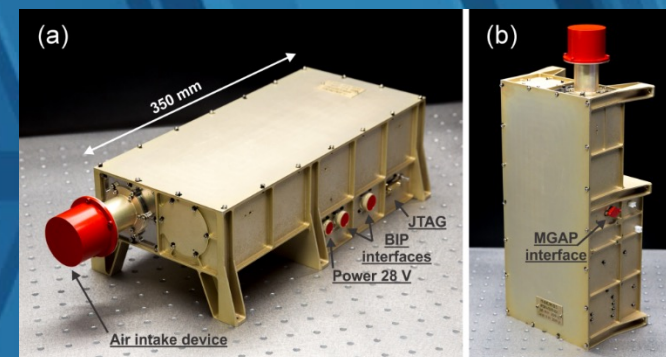 (a)
350 mm
JTAG
BIP
interfaces
Power 28 V
Air intake device
(b)
MGAP
interface